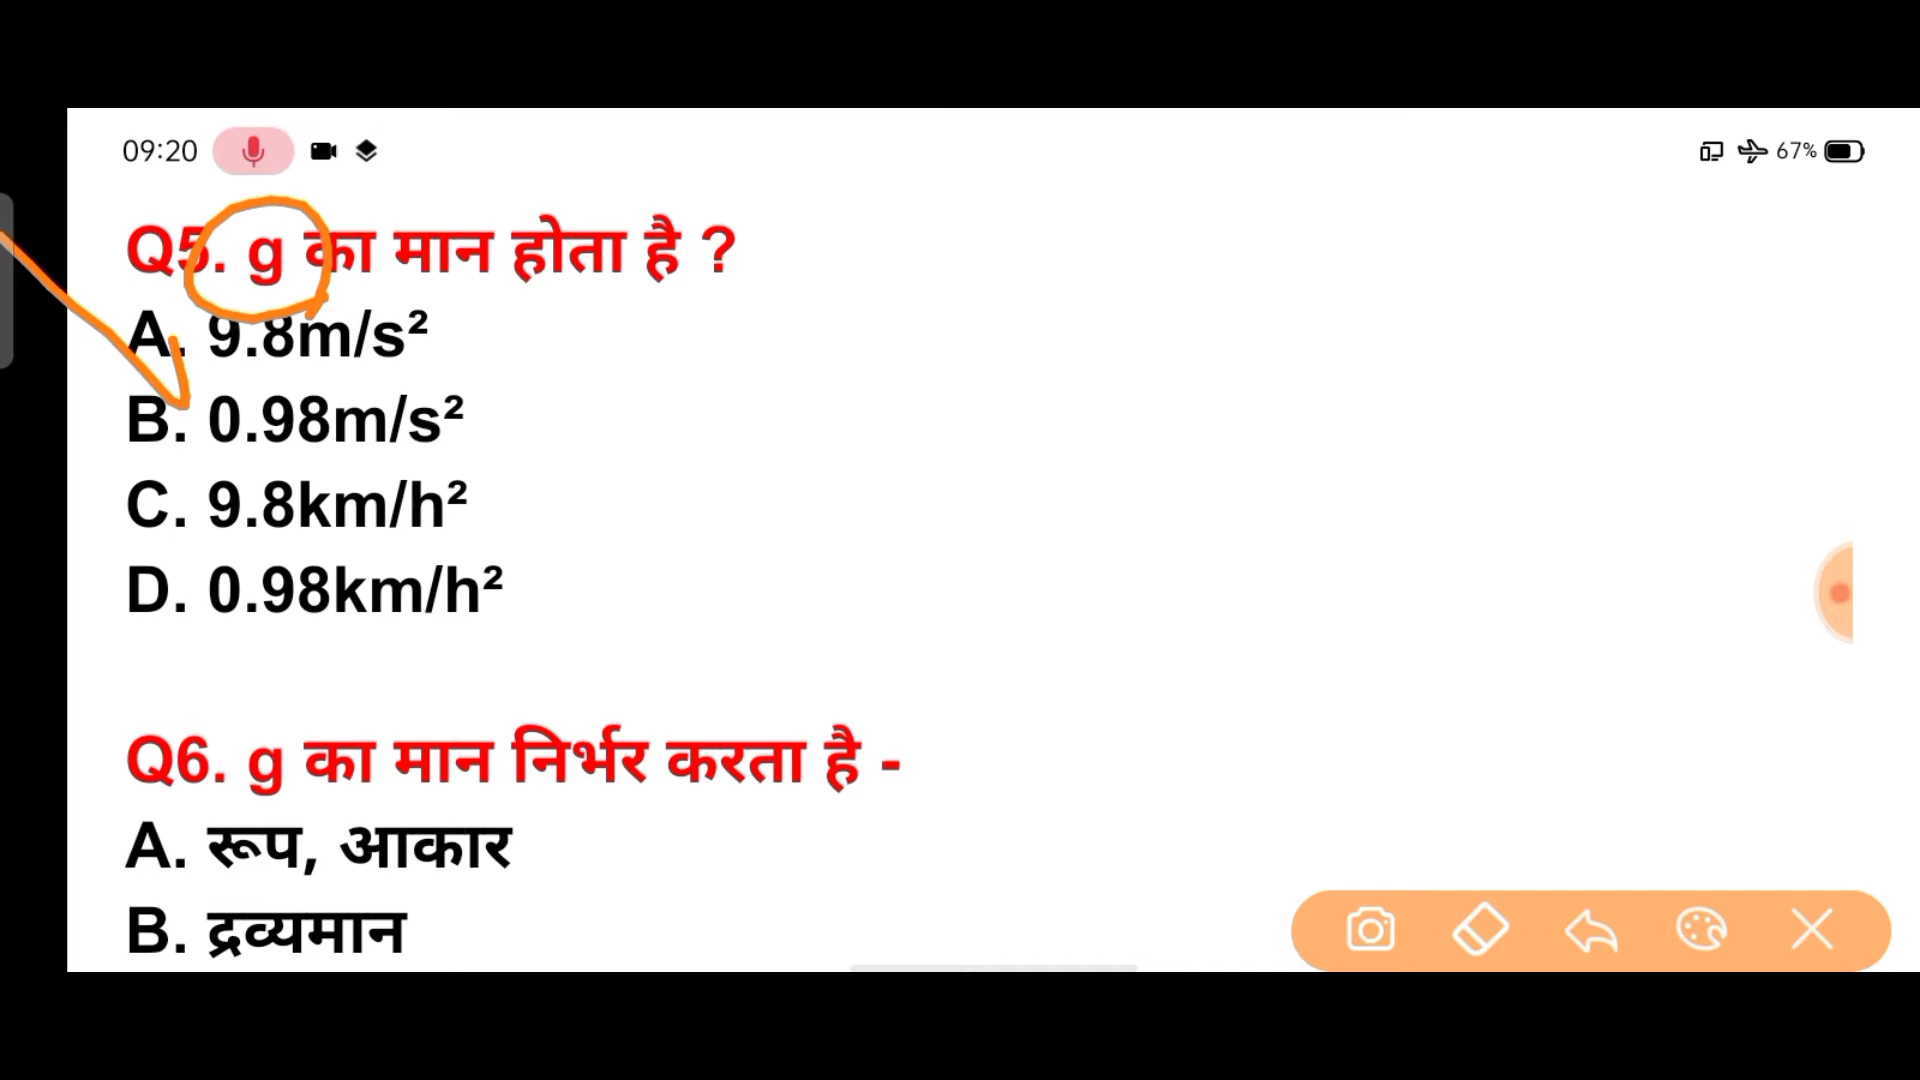 09:20 67%
Q5. g का मान होता है ?
A. 9.8m/s²
B. 0.98m/s²
C. 9.8km/h²
D. 0.98km/h²
Q6. g का मान निर्भर करता है -
A. रूप, आकार
B. द्रव्यमान